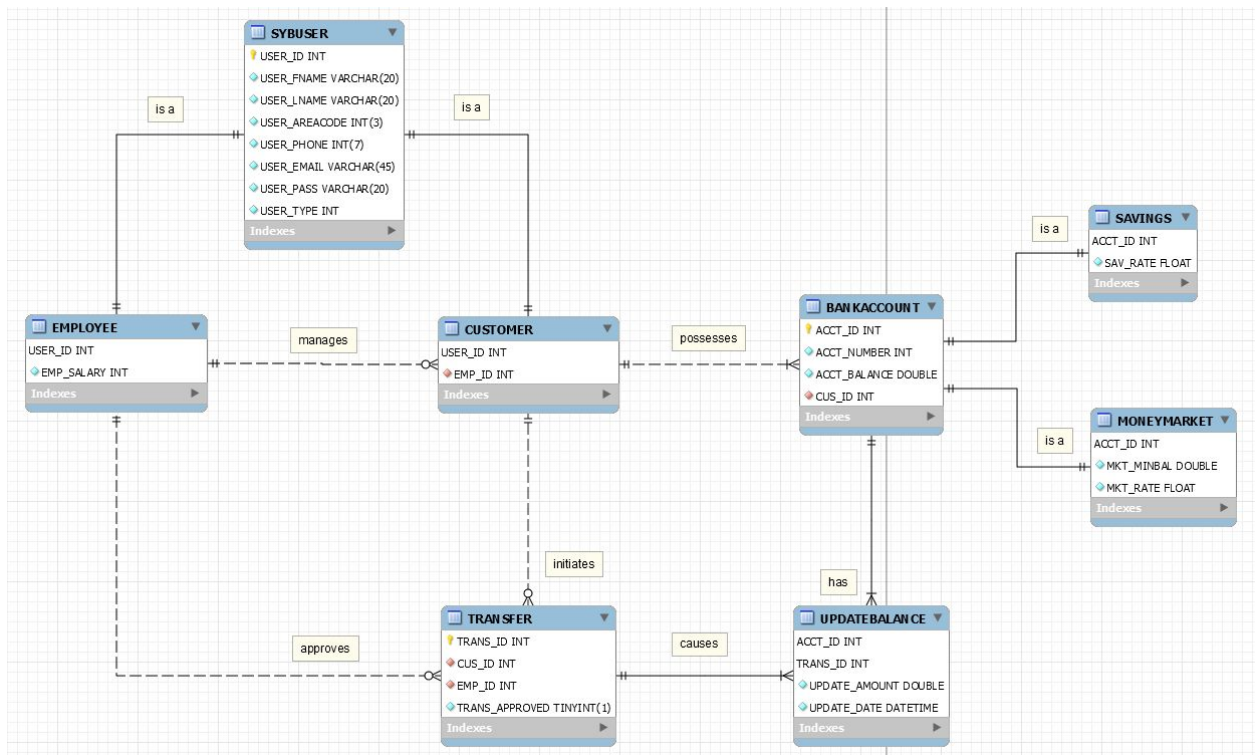 SYBUSER
USER_ID INT
USER_FNAME VARCHAR(20)
USER_LNAME VARCHAR(20)
USER_AREACODE INT(3)
USER_PHONE INT(7)
USER_EMAIL VARCHAR(45)
USER_PASS VARCHAR(20)
USER_TYPE INT
Indexes
is a
is a
EMPLOYEE
USER_ID INT
EMP_SALARY INT
Indexes
manages
CUSTOMER
USER_ID INT
EMP_ID INT
Indexes
possesses
BANKACCOUNT
ACCT_ID INT
ACCT_NUMBER INT
ACCT_BALANCE DOUBLE
CUS_ID INT
Indexes
is a
SAVINGS
ACCT_ID INT
SAV_RATE FLOAT
Indexes
is a
MONEYMARKET
ACCT_ID INT
MKT_MINBAL DOUBLE
MKT_RATE FLOAT
Indexes
initiates
has
approves
TRANSFER
TRANS_ID INT
CUS_ID INT
EMP_ID INT
TRANS_APPROVED TINYINT(1)
Indexes
causes
UPDATEBALANCE
ACCT_ID INT
TRANS_ID INT
UPDATE_AMOUNT DOUBLE
UPDATE_DATE DATETIME
Indexes